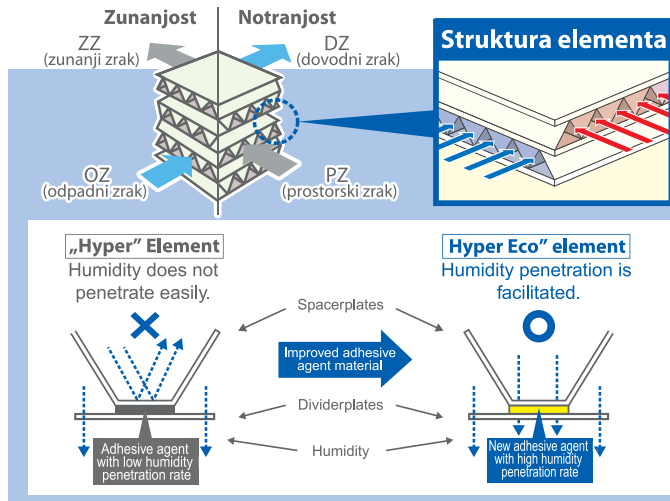 Zunanjost
Notranjost
ZZ
(zunanji zrak)
DZ
(dovodni zrak)
OZ
(odpadni zrak)
PZ
(prostorski zrak)
Struktura elementa
„Hyper” Element
Humidity does not
penetrate easily.
Hyper Eco” element
Humidity penetration is
facilitated.
Spacerplates
Improved adhesive
agent material
Dividerplates
Humidity
Adhesive agent
with low humidity
penetration rate
New adhesive agent
with high humidity
penetration rate